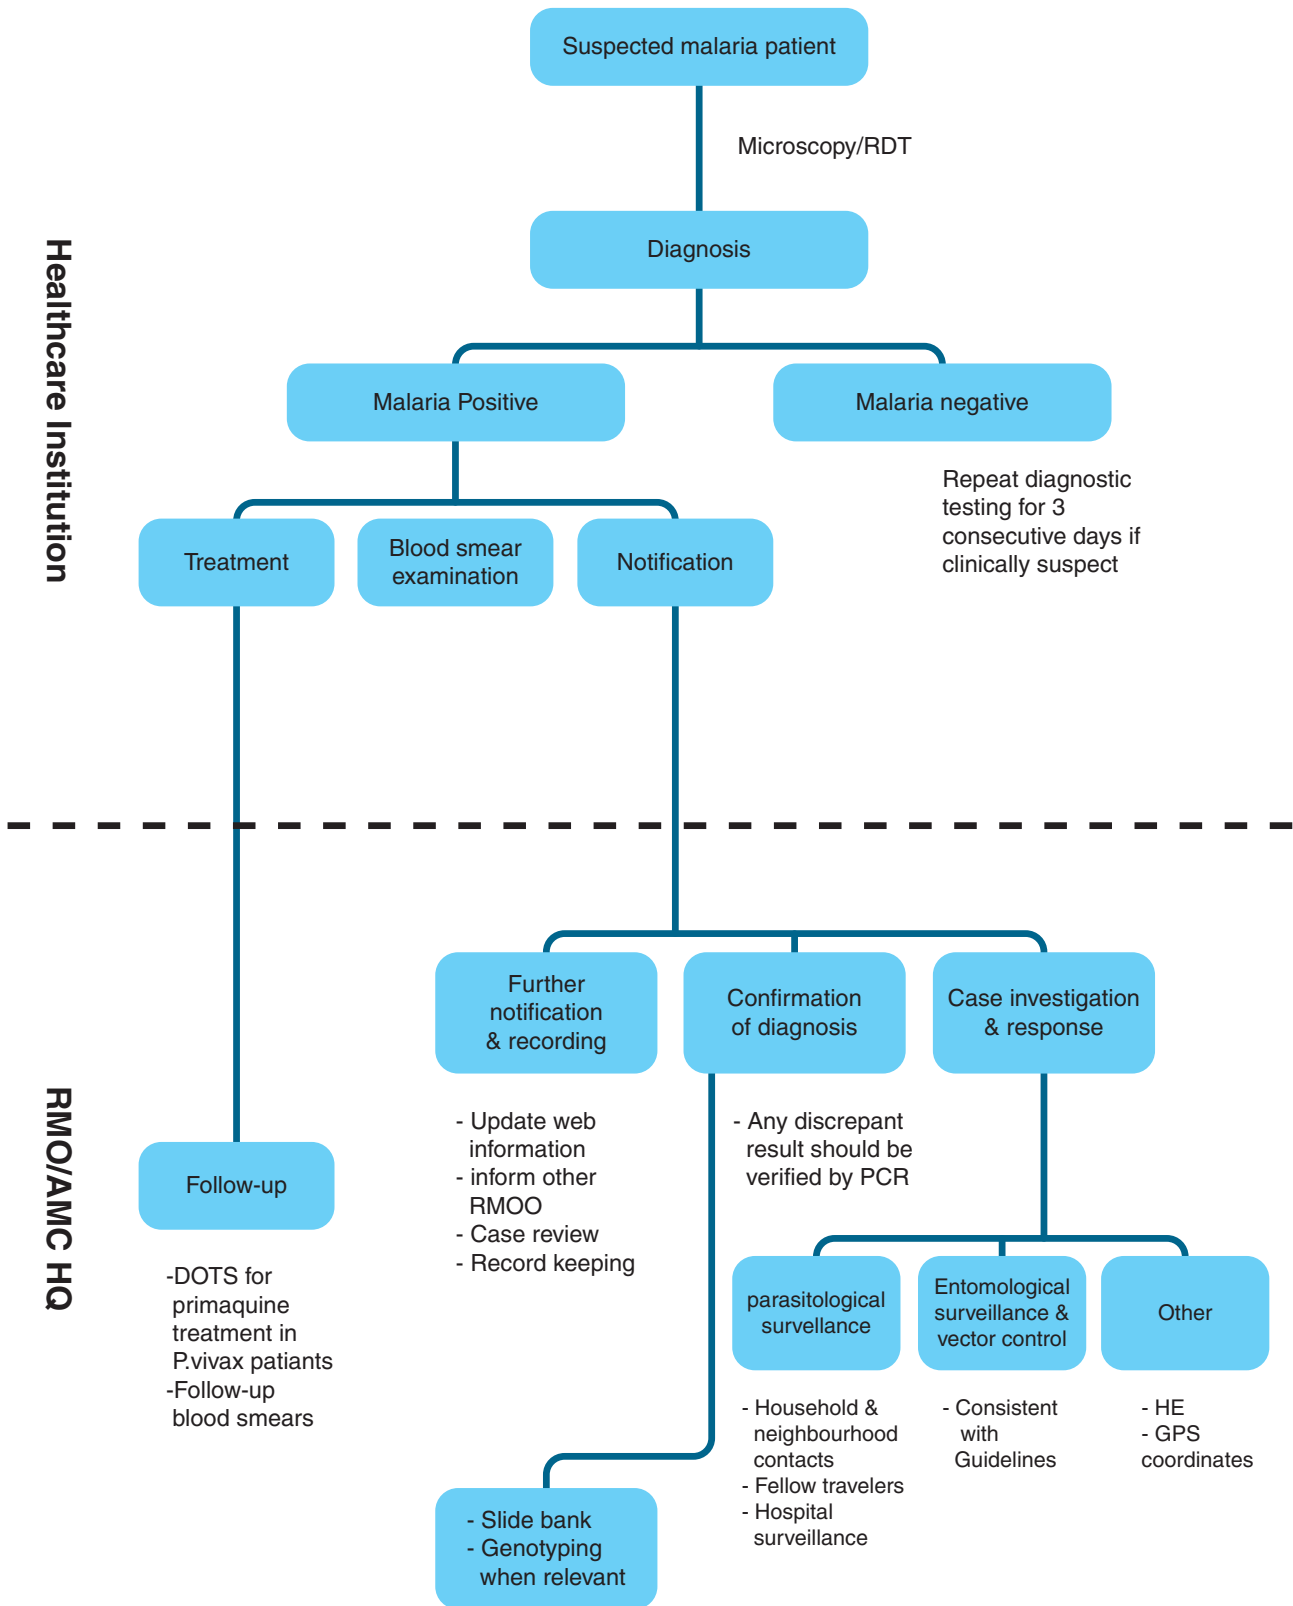 Suspected malaria patient
Microscopy/RDT
Healthcare Institution
Diagnosis
Malaria Positive
Malaria negative
Repeat diagnostic
testing for 3
consecutive days if
clinically suspect
Treatment
Blood smear
examination
Notification
RMO/AMC HQ
Further
notification
& recording
Confirmation
of diagnosis
Case investigation
& response
- Update web
information
- inform other
RMOO
- Case review
- Record keeping
- Any discrepant
result should be
verified by PCR
Follow-up
-DOTS for
primaquine
treatment in
P.vivax patiants
-Follow-up
blood smears
parasitological
survellance
Entomological
surveillance &
vector control
Other
- Household &
neighbourhood
contacts
- Fellow travelers
- Hospital
surveillance
- Consistent
with
Guidelines
- HE
- GPS
coordinates
- Slide bank
- Genotyping
when relevant